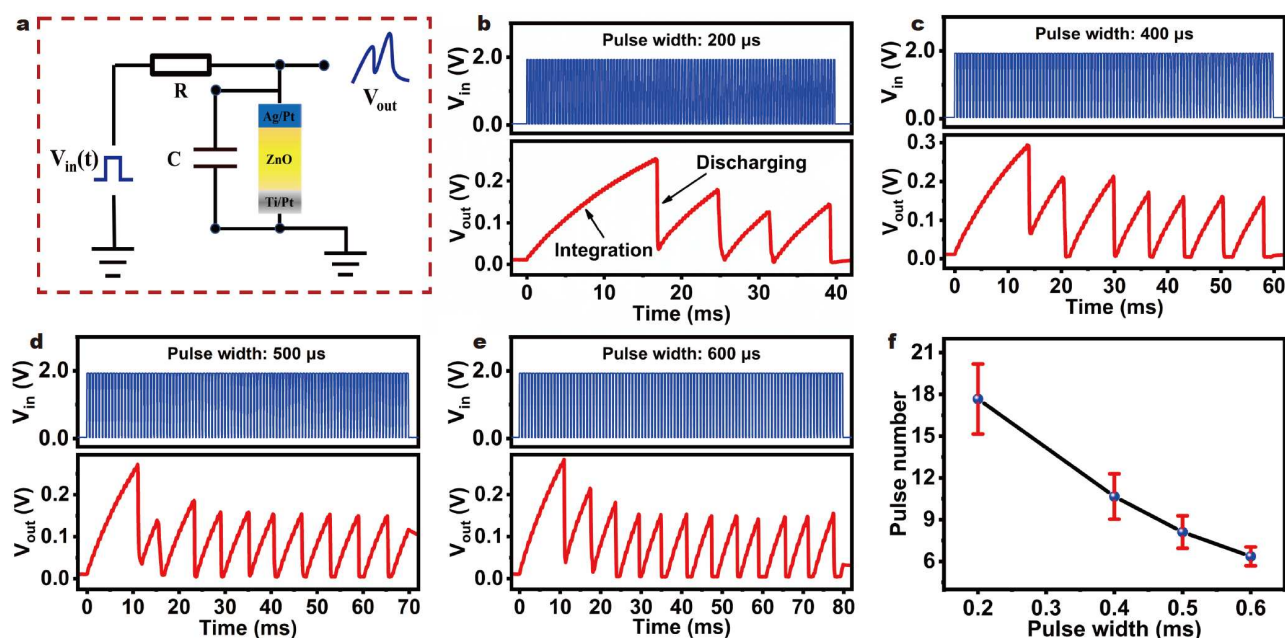 a
R
V_out
V_in(t)
C
Ag/Pt
ZnO
Ti/Pt
b
Pulse width: 200 μs
V_in (V)
2.0
0.0
V_out (V)
0.2
0.1
0.0
Discharging
Integration
0 10 20 30 40
Time (ms)
c
Pulse width: 400 μs
V_in (V)
2.0
0.0
V_out (V)
0.3
0.2
0.1
0.0
0 10 20 30 40 50 60
Time (ms)
d
Pulse width: 500 μs
V_in (V)
2.0
0.0
V_out (V)
0.2
0.1
0.0
0 10 20 30 40 50 60 70
Time (ms)
e
Pulse width: 600 μs
V_in (V)
2.0
0.0
V_out (V)
0.2
0.1
0.0
0 10 20 30 40 50 60 70 80
Time (ms)
f
Pulse number
21
18
15
12
9
6
0.2 0.3 0.4 0.5 0.6
Pulse width (ms)